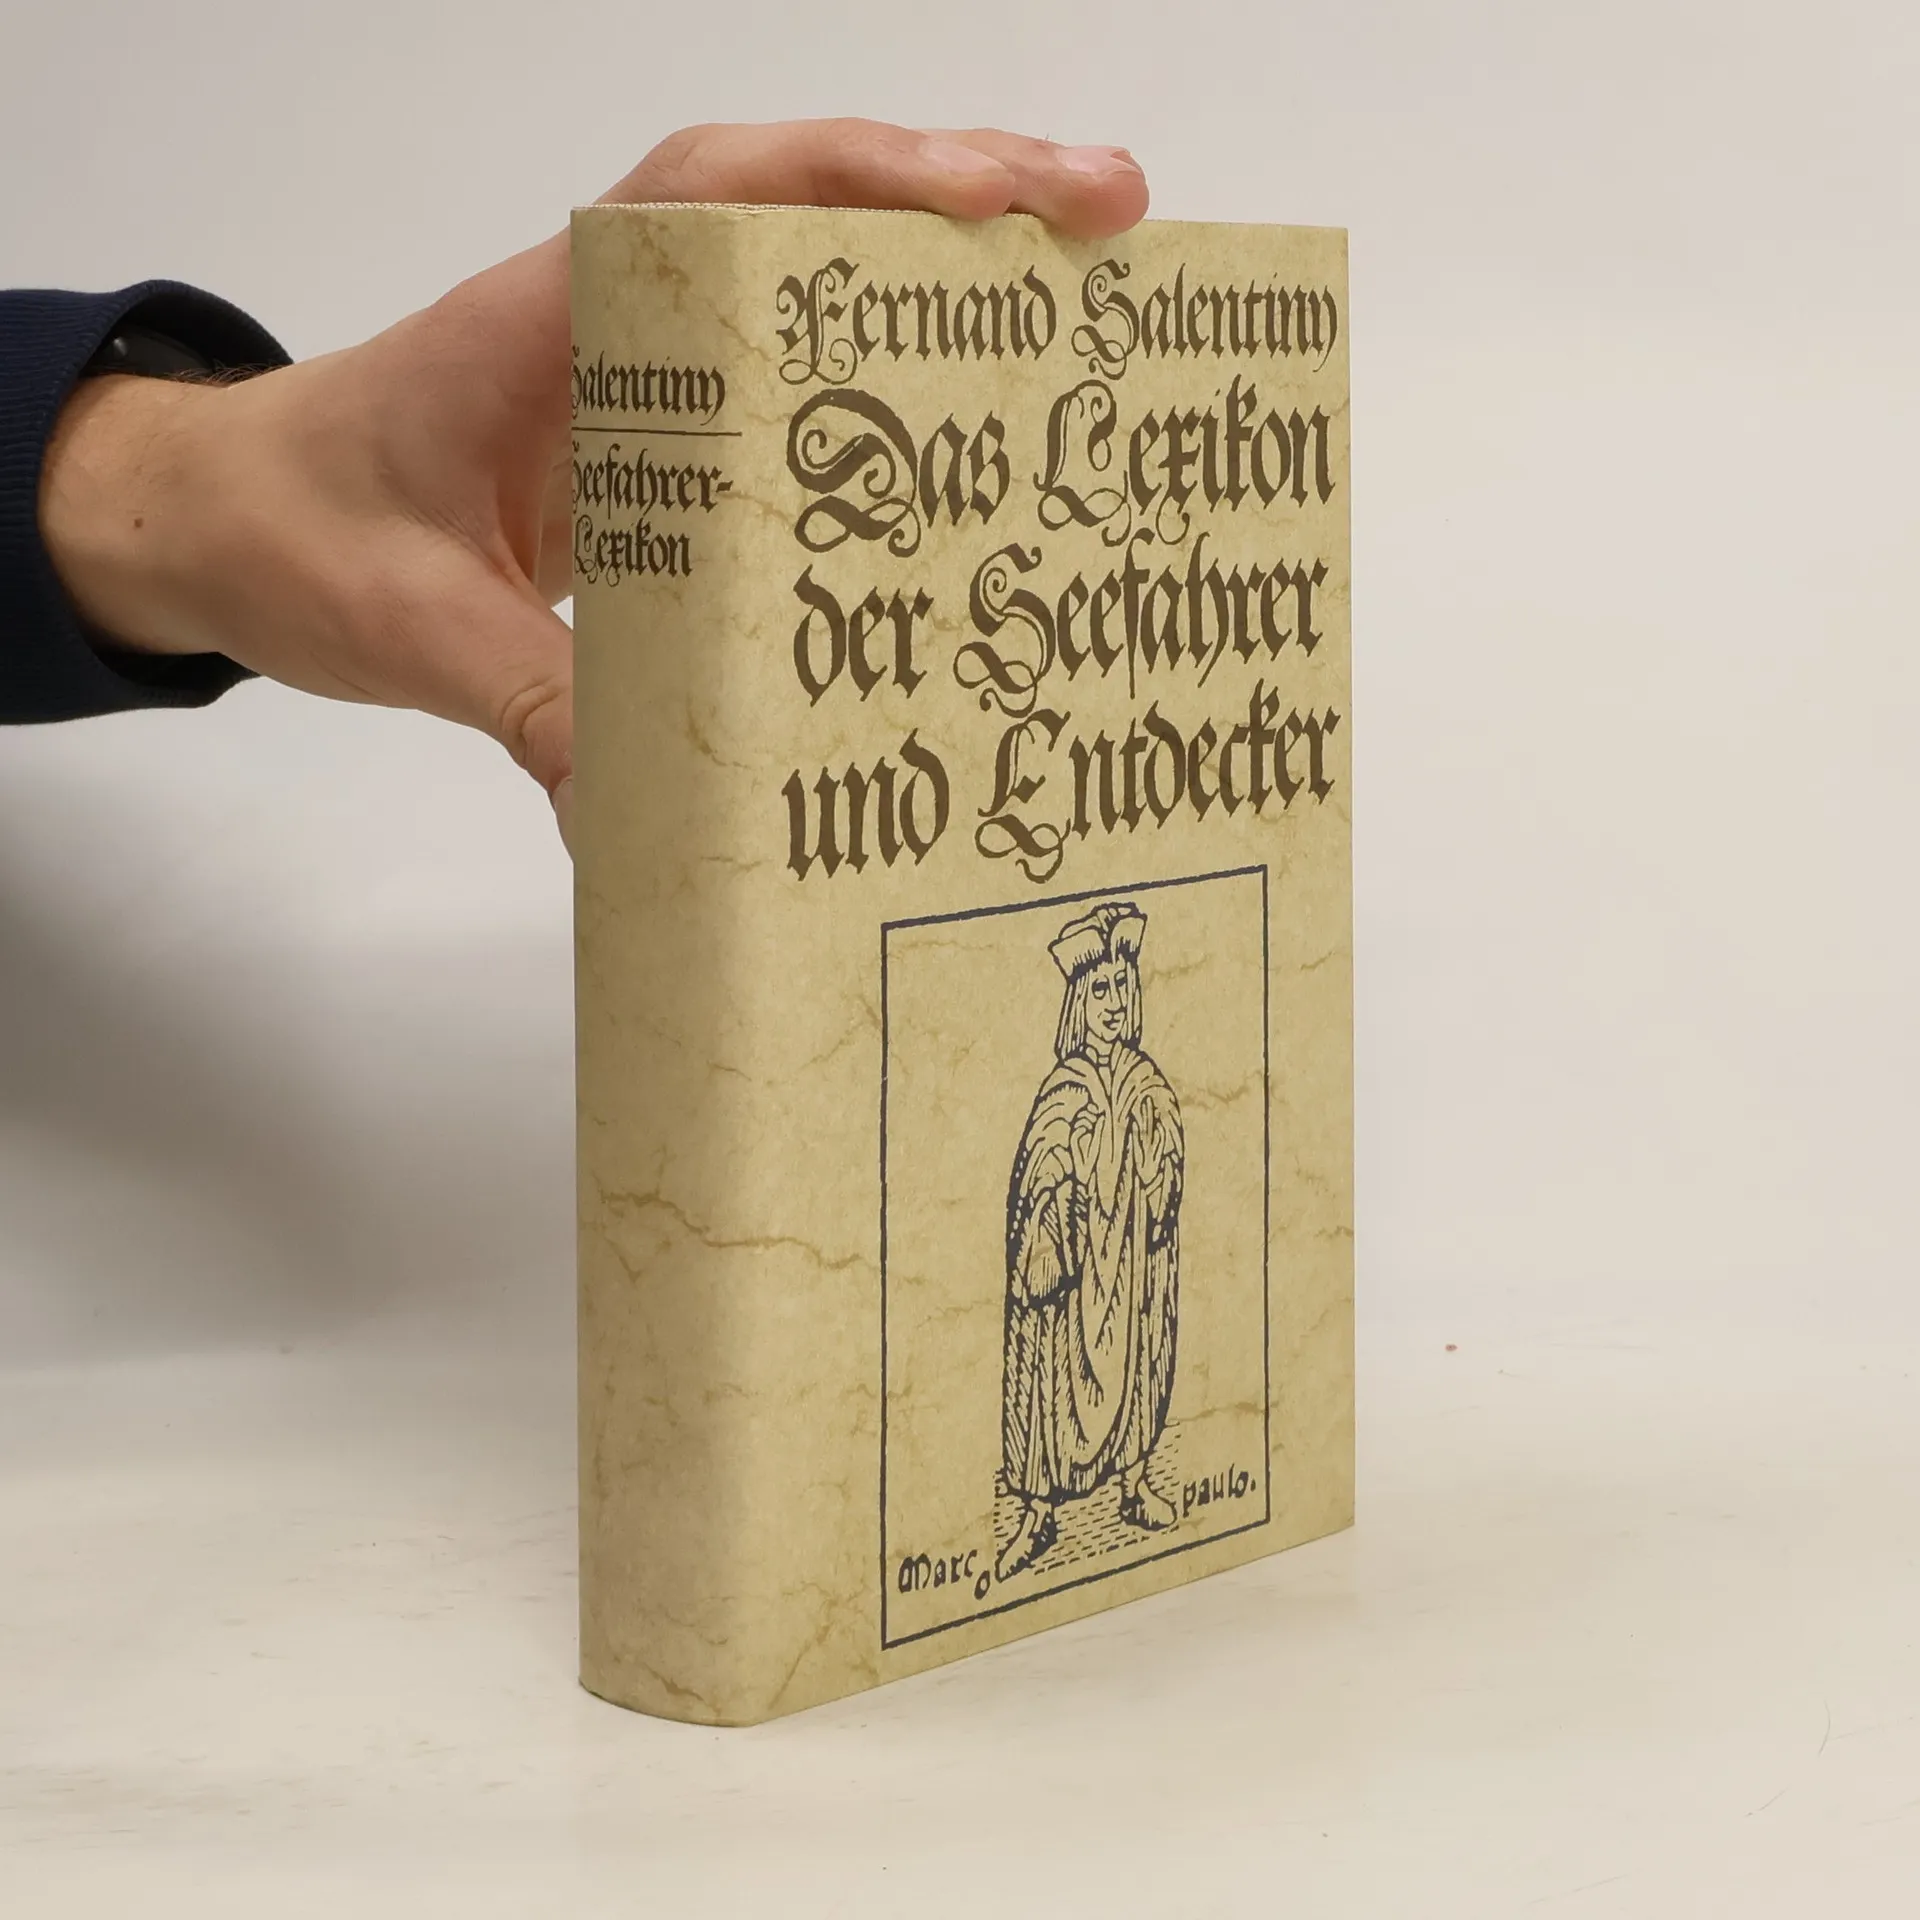 Salentiny
Seefahrer-
Lexikon
Fernand Salentiny
Das Lexikon
der Seefahrer
und Entdecker
Marco paulo.